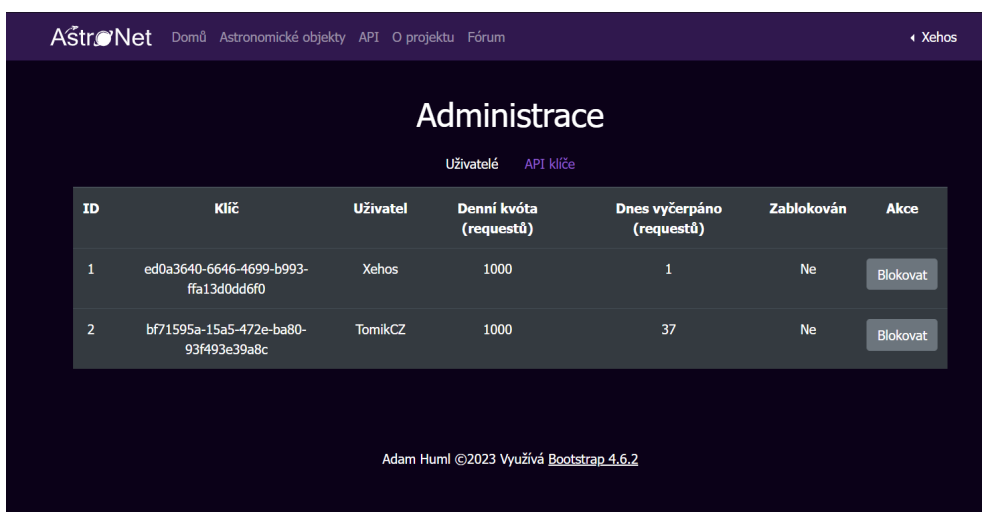 AstroNet Domů Astronomické objekty API O projektu Fórum Xehos
Administrace
Uživatelé API klíče
ID Klíč Uživatel Denní kvóta (requestů) Dnes vyčerpáno (requestů) Zablokován Akce
1 ed0a3640-6646-4699-b993-ffa13d0dd6f0 Xehos 1000 1 Ne Blokovat
2 bf71595a-15a5-472e-ba80-93f493e39a8c TomikCZ 1000 37 Ne Blokovat
Adam Huml ©2023 Využívá Bootstrap 4.6.2